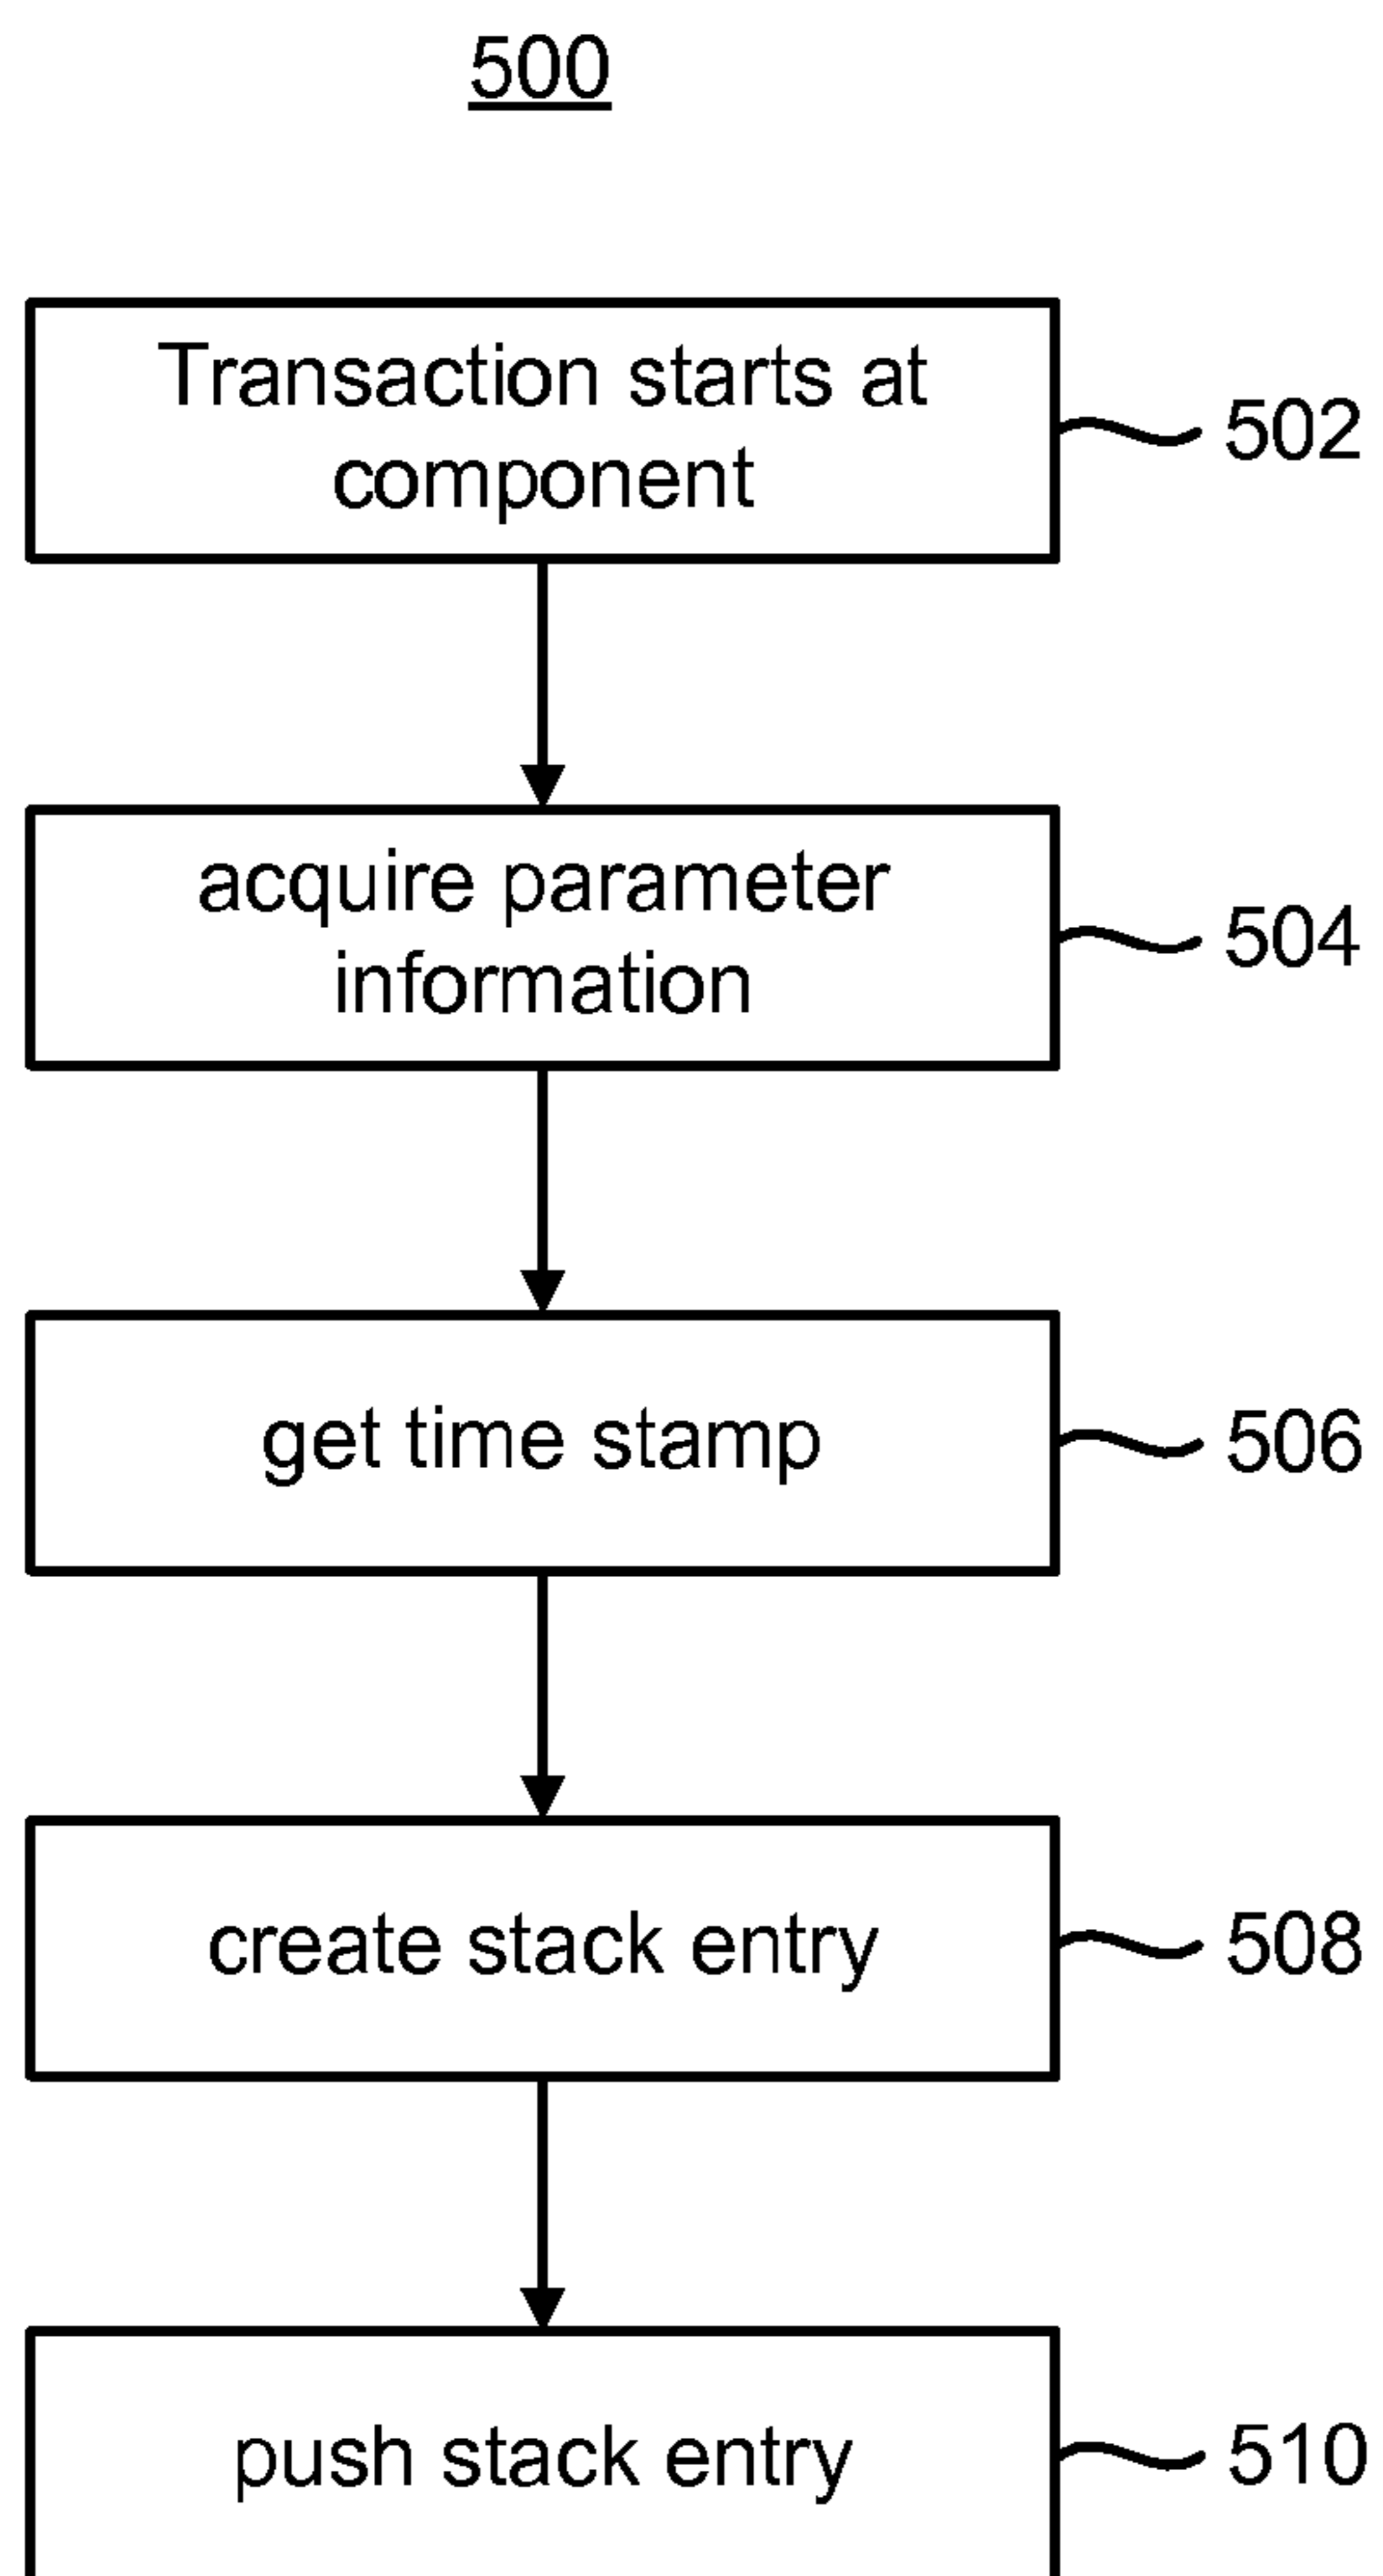 500
Transaction starts at
component
502
acquire parameter
information
504
get time stamp
506
create stack entry
508
push stack entry
510